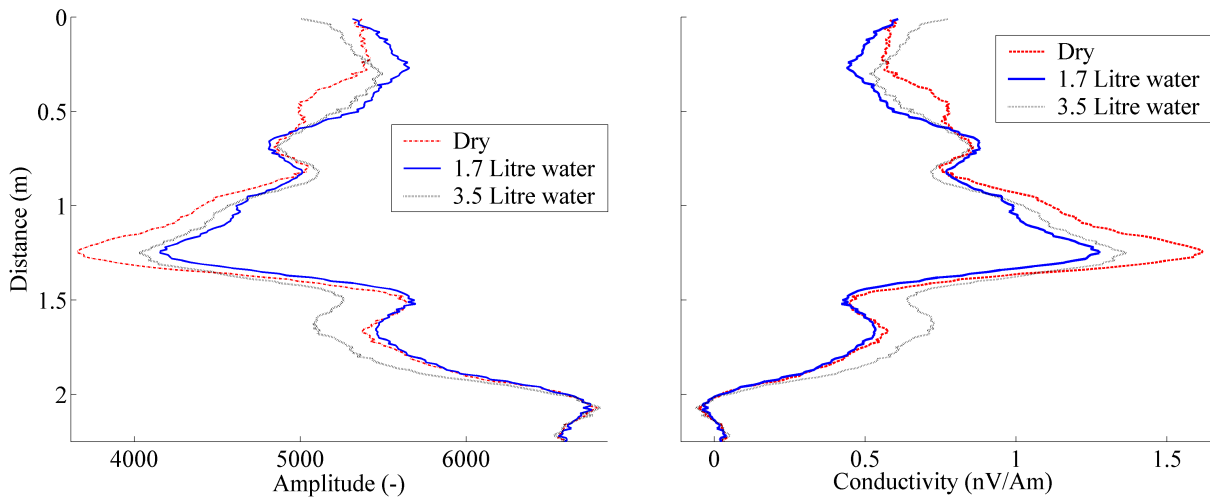 0
0.5
1
1.5
2
Distance (m)
4000
5000
6000
Amplitude (-)
Dry
1.7 Litre water
3.5 Litre water
0
0.5
1
1.5
Conductivity (nV/Am)
Dry
1.7 Litre water
3.5 Litre water